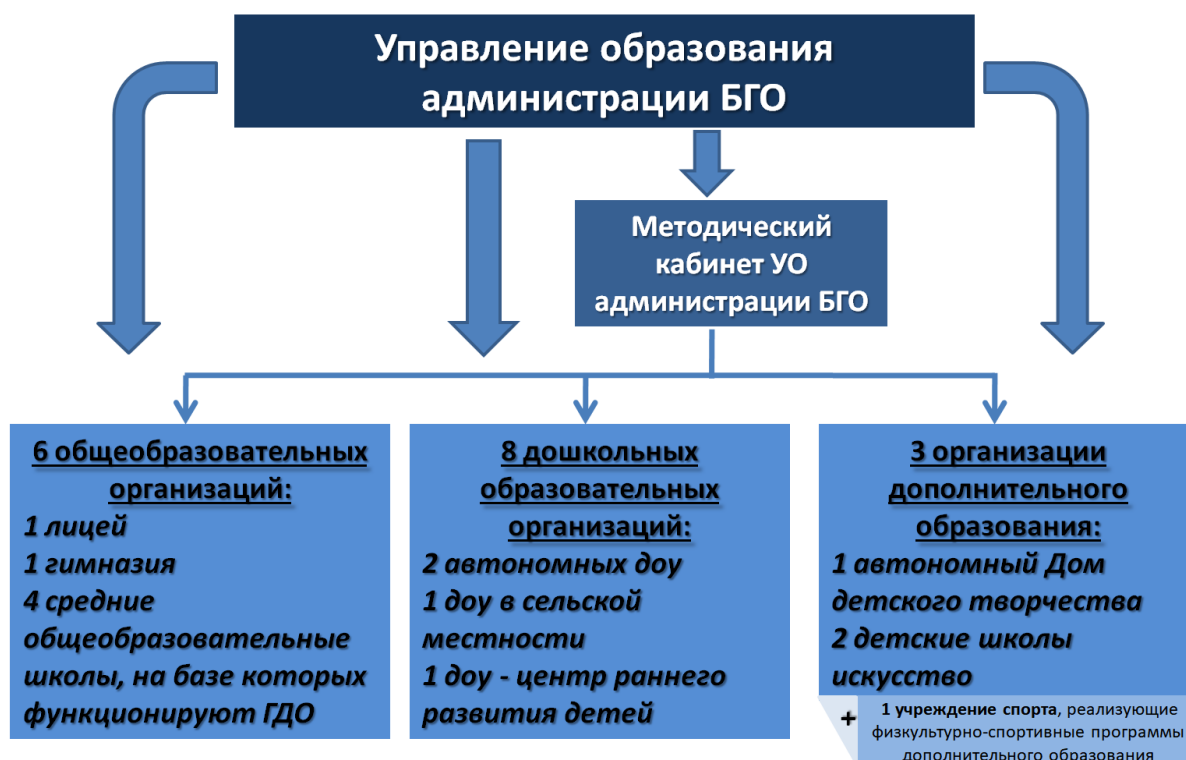 Управление образования
администрации БГО
Методический
кабинет УО
администрации БГО
6 общеобразовательных
организаций:
1 лицей
1 гимназия
4 средние
общеобразовательные
школы, на базе которых
функционируют ГДО
8 дошкольных
образовательных
организаций:
2 автономных доу
1 доу в сельской
местности
1 доу - центр раннего
развития детей
3 организации
дополнительного
образования:
1 автономный Дом
детского творчества
2 детские школы
искусство
+
1 учреждение спорта, реализующие
физкультурно-спортивные программы
дополнительного образования